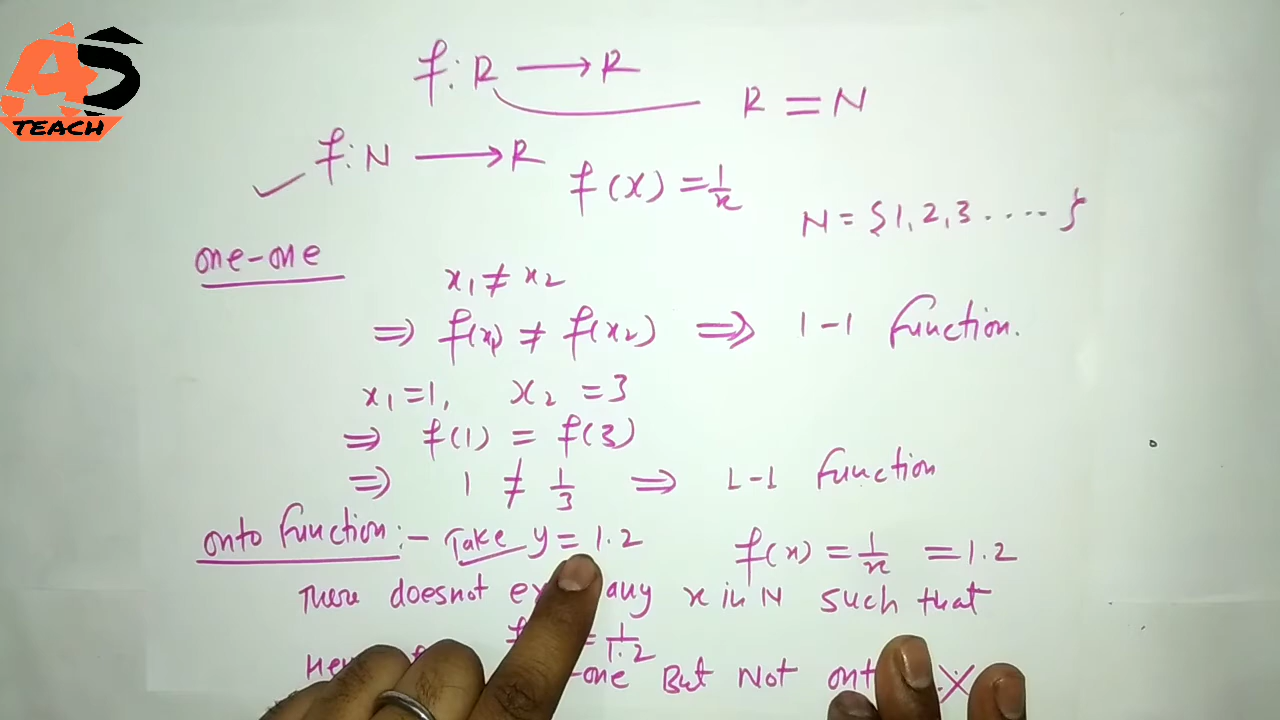 AS
TEACH
f: R ⟶ R
R = N
f: N ⟶ R
f(x) = 1/x
N = {1, 2, 3 ..... }
one-one
x₁ ≠ x₂
⇒ f(x₁) ≠ f(x₂) ⇒ 1-1 function.
x₁ = 1, x₂ = 3
⇒ f(1) = f(3)
⇒ 1 ≠ 1/3 ⇒ 1-1 function
onto function:- Take y = 1.2 f(x) = 1/x = 1.2
There doesnot any x in N such that
= 1/1.2
-one But Not